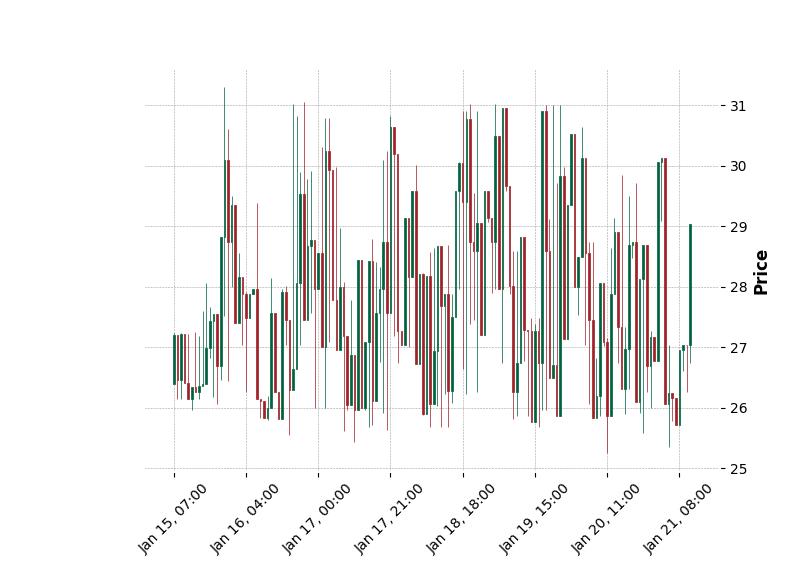 31
30
29
28
27
26
25
Price
Jan 15, 07:00
Jan 16, 04:00
Jan 17, 00:00
Jan 17, 21:00
Jan 18, 18:00
Jan 19, 15:00
Jan 20, 11:00
Jan 21, 08:00